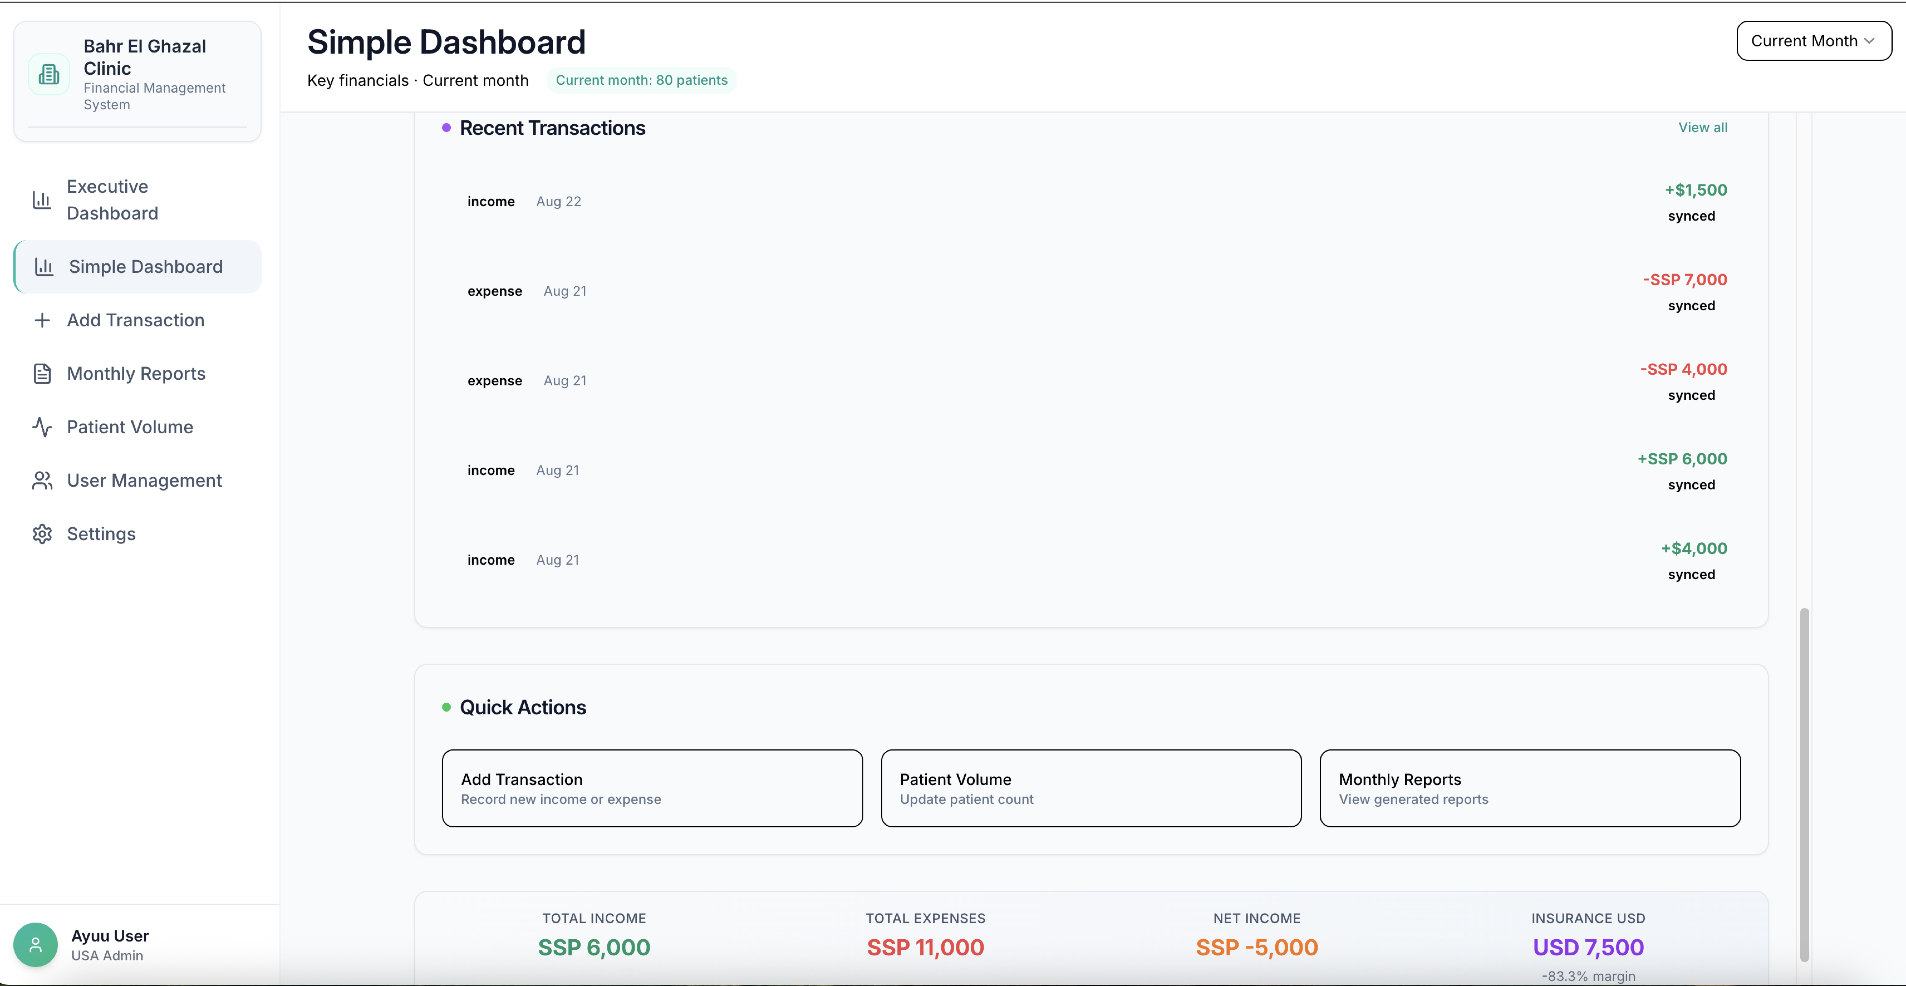 Bahr El Ghazal
Clinic
Financial Management
System
Executive
Dashboard
Simple Dashboard
Add Transaction
Monthly Reports
Patient Volume
User Management
Settings
Ayuu User
USA Admin
Simple Dashboard
Key financials · Current month
Current month: 80 patients
Current Month
Recent Transactions
View all
income Aug 22
+$1,500
synced
expense Aug 21
-SSP 7,000
synced
expense Aug 21
-SSP 4,000
synced
income Aug 21
+SSP 6,000
synced
income Aug 21
+$4,000
synced
Quick Actions
Add Transaction
Record new income or expense
Patient Volume
Update patient count
Monthly Reports
View generated reports
TOTAL INCOME
SSP 6,000
TOTAL EXPENSES
SSP 11,000
NET INCOME
SSP -5,000
INSURANCE USD
USD 7,500
-83.3% margin